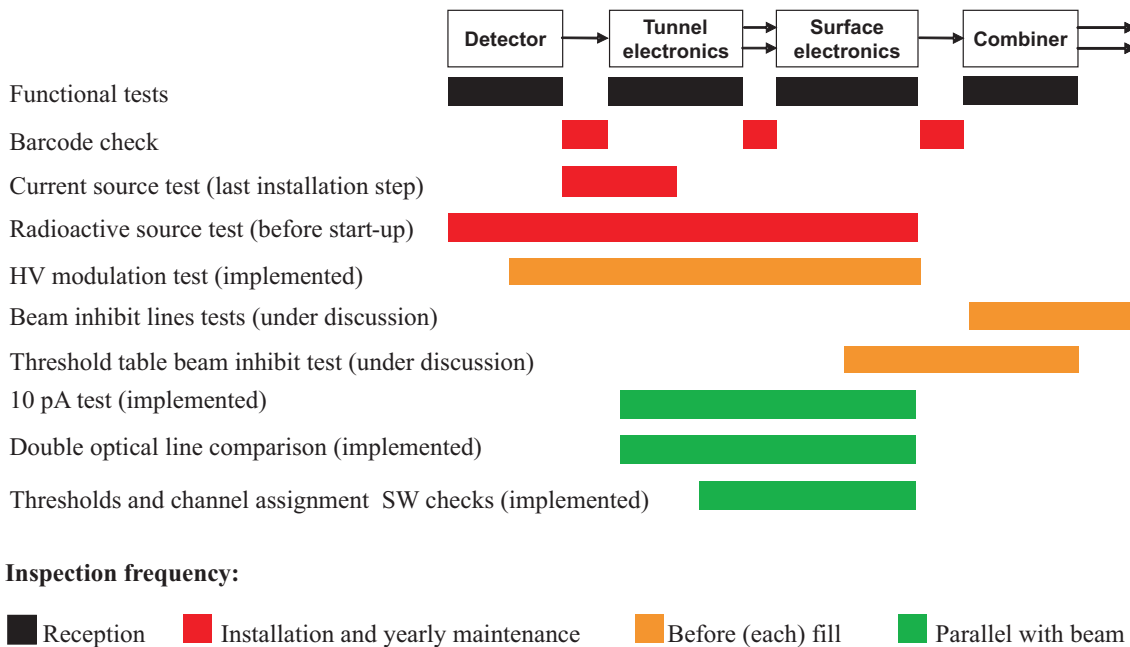 Detector
Tunnel
electronics
Surface
electronics
Combiner
Functional tests
Barcode check
Current source test (last installation step)
Radioactive source test (before start-up)
HV modulation test (implemented)
Beam inhibit lines tests (under discussion)
Threshold table beam inhibit test (under discussion)
10 pA test (implemented)
Double optical line comparison (implemented)
Thresholds and channel assignment SW checks (implemented)
Inspection frequency:
Reception
Installation and yearly maintenance
Before (each) fill
Parallel with beam